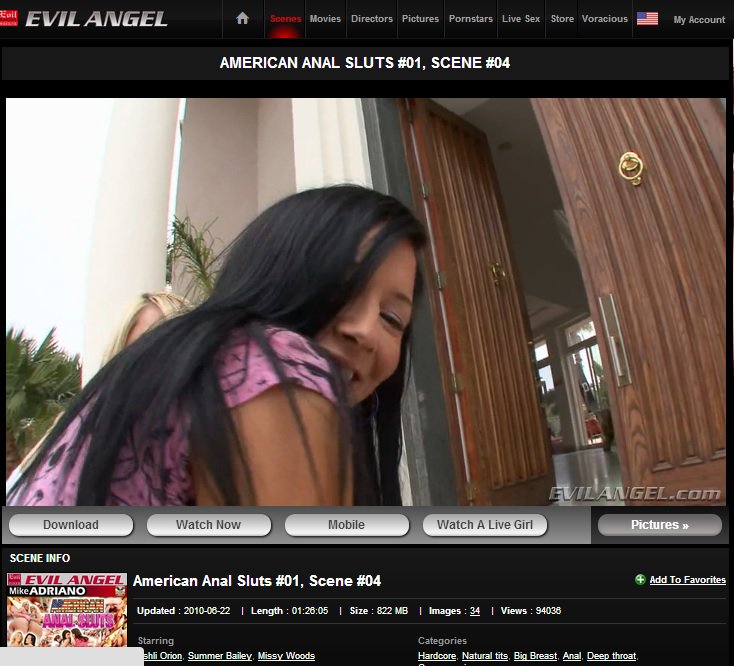 Evil
EVIL ANGEL
Scenes Movies Directors Pictures Pornstars Live Sex Store Voracious My Account
AMERICAN ANAL SLUTS #01, SCENE #04
EVILANGEL.com
Download Watch Now Mobile Watch A Live Girl Pictures »
SCENE INFO
EVIL ANGEL
Mike ADRIANO
AMERICAN
ANAL SLUTS
American Anal Sluts #01, Scene #04
Add To Favorites
Updated : 2010-06-22 | Length : 01:26:05 | Size : 822 MB | Images : 34 | Views : 94036
Starring
shli Orion, Summer Bailey, Missy Woods
Categories
Hardcore, Natural tits, Big Breast, Anal, Deep throat,